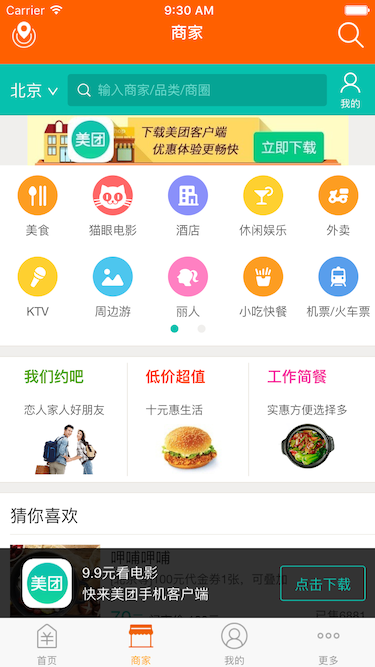 Carrier
9:30 AM
商家
北京
输入商家/品类/商圈
我的
美团
下载美团客户端
优惠体验更畅快
立即下载
美食
猫眼电影
酒店
休闲娱乐
外卖
KTV
周边游
丽人
小吃快餐
机票/火车票
我们约吧
低价超值
工作简餐
恋人家人好朋友
十元惠生活
实惠方便选择多
猜你喜欢
呷哺呷哺
100元代金券1张，可叠加
美团
9.9元看电影
快来美团手机客户端
点击下载
已售6881
首页
商家
我的
更多